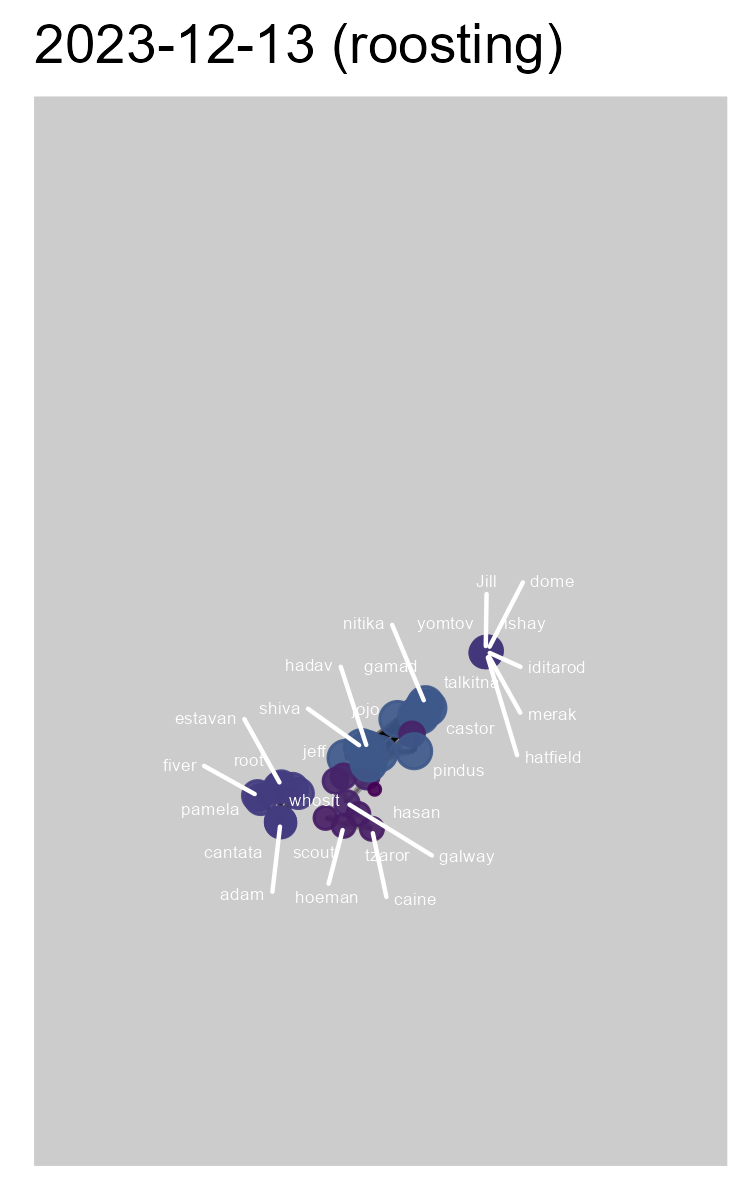 2023-12-13 (roosting)
Jill
dome
nitika
yomtov
ishay
hadav
gamad
iditarod
talkitna
shiva
jojo
merak
estavan
castor
jeff
root
hatfield
fiver
pindus
whosit
pamela
hasan
cantata
scout
tzaror
galway
adam
hoeman
caine